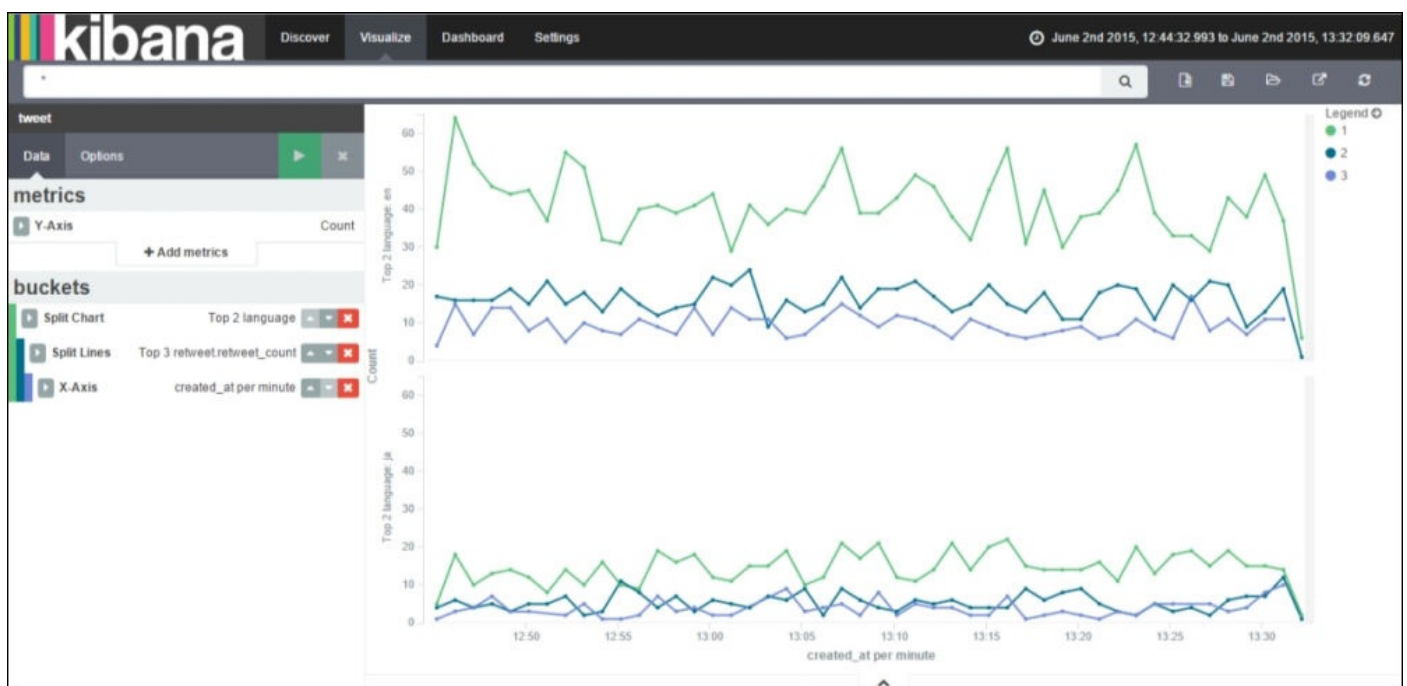 kibana Discover Visualize Dashboard Settings June 2nd 2015, 12:44:32.993 to June 2nd 2015, 13:32:09.647
*
tweet
Data Options
metrics
Y-Axis Count
+ Add metrics
buckets
Split Chart Top 2 language
Split Lines Top 3 retweet.retweet_count
X-Axis created_at per minute
Count
Top 2 language: en
60
50
40
30
20
10
0
Top 2 language: ja
60
50
40
30
20
10
0
12:50 12:55 13:00 13:05 13:10 13:15 13:20 13:25 13:30
created_at per minute
Legend
1
2
3